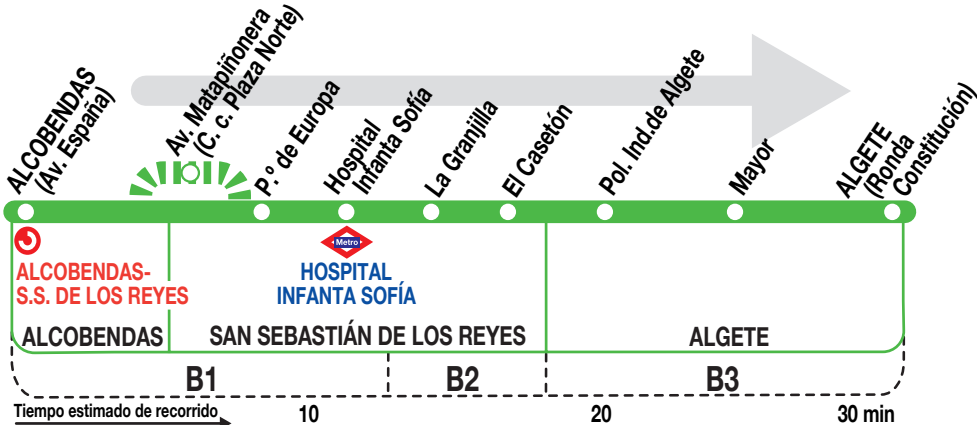 ALCOBENDAS
(Av. España)
Av. Matapiñonera
(C. c. Plaza Norte)
P.º de Europa
Hospital
Infanta Sofía
La Granjilla
El Casetón
Pol. Ind.de Algete
Mayor
ALGETE
(Ronda
Constitución)
Metro
ALCOBENDAS-
S.S. DE LOS REYES
HOSPITAL
INFANTA SOFÍA
ALCOBENDAS
SAN SEBASTIÁN DE LOS REYES
ALGETE
B1
B2
B3
Tiempo estimado de recorrido
10
20
30 min